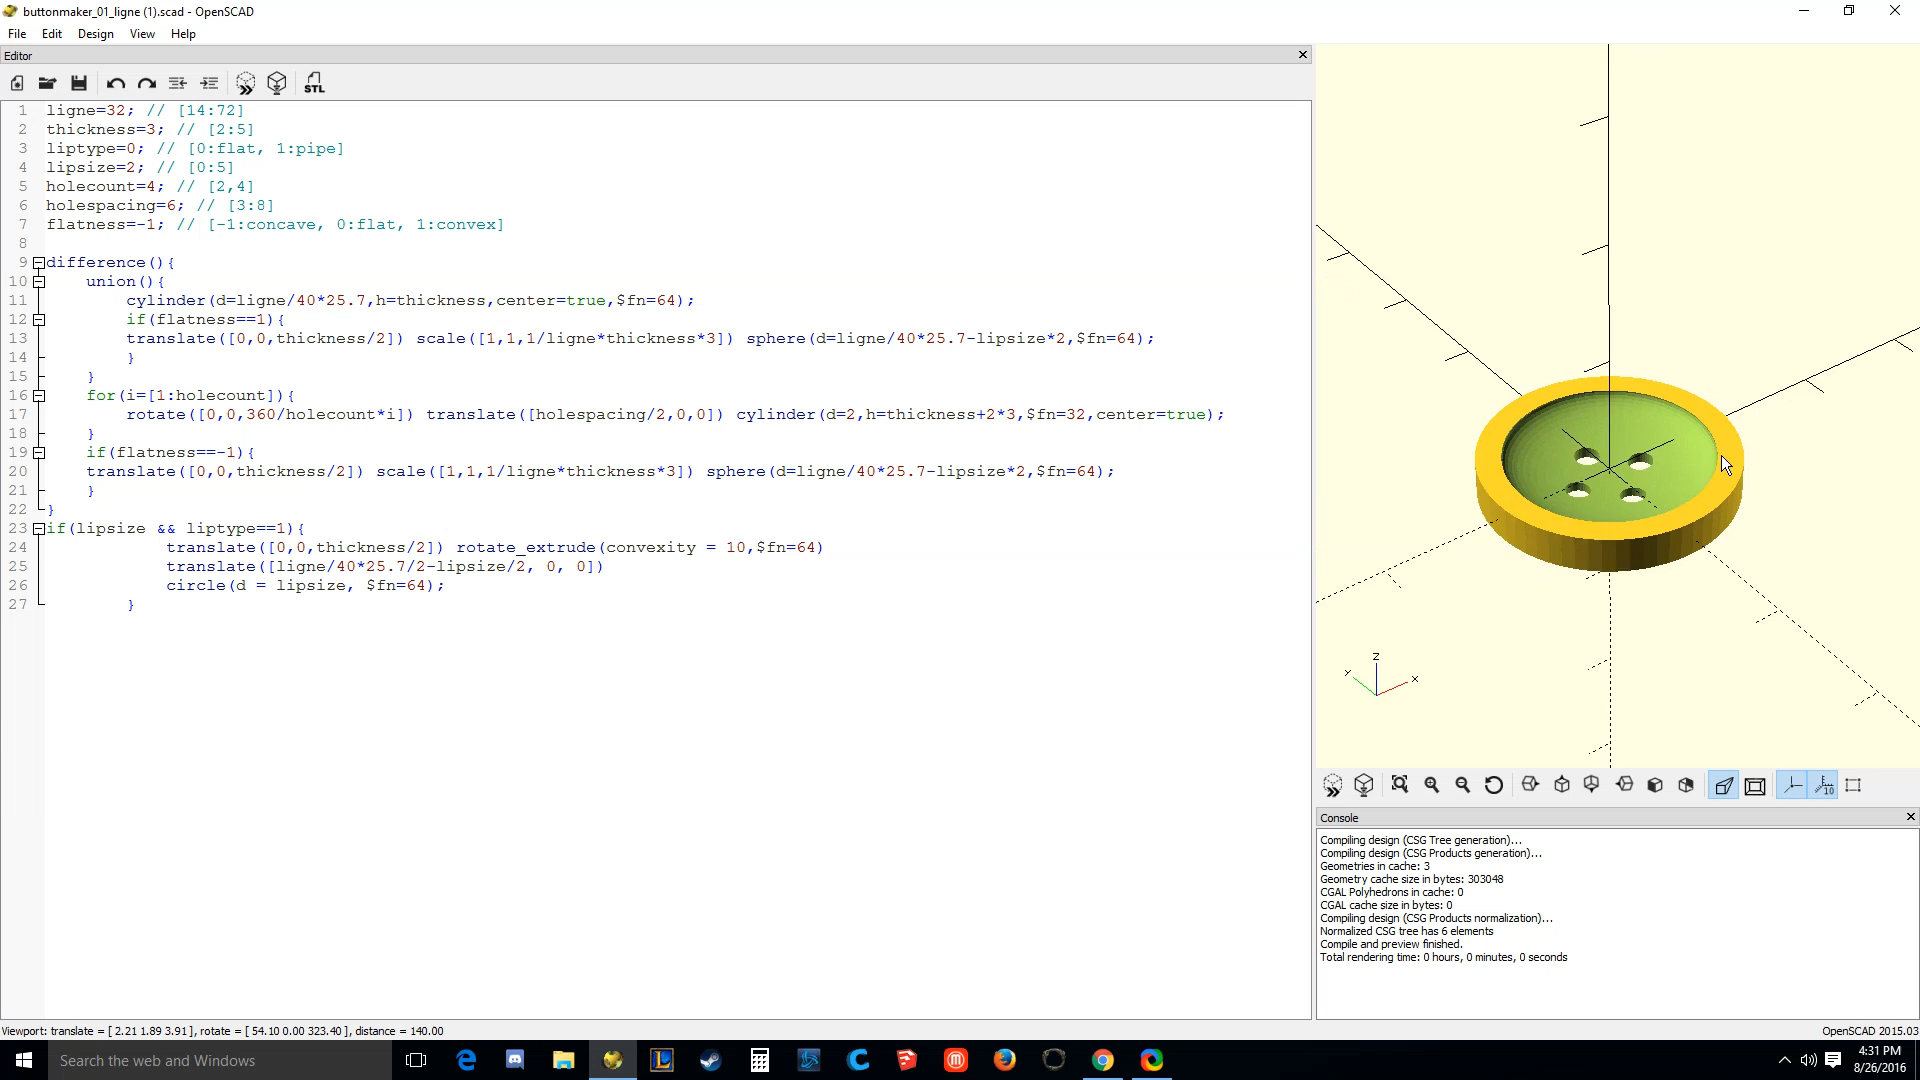 buttonmaker_01_ligne (1).scad - OpenSCAD
File Edit Design View Help
Editor
STL
1 ligne=32; // [14:72]
2 thickness=3; // [2:5]
3 liptype=0; // [0:flat, 1:pipe]
4 lipsize=2; // [0:5]
5 holecount=4; // [2,4]
6 holespacing=6; // [3:8]
7 flatness=-1; // [-1:concave, 0:flat, 1:convex]
8
9 difference(){
10 union(){
11 cylinder(d=ligne/40*25.7,h=thickness,center=true,$fn=64);
12 if(flatness==1){
13 translate([0,0,thickness/2]) scale([1,1,1/ligne*thickness*3]) sphere(d=ligne/40*25.7-lipsize*2,$fn=64);
14 }
15 }
16 for(i=[1:holecount]){
17 rotate([0,0,360/holecount*i]) translate([holespacing/2,0,0]) cylinder(d=2,h=thickness+2*3,$fn=32,center=true);
18 }
19 if(flatness==-1){
20 translate([0,0,thickness/2]) scale([1,1,1/ligne*thickness*3]) sphere(d=ligne/40*25.7-lipsize*2,$fn=64);
21 }
22 }
23 if(lipsize && liptype==1){
24 translate([0,0,thickness/2]) rotate_extrude(convexity = 10,$fn=64)
25 translate([ligne/40*25.7/2-lipsize/2, 0, 0])
26 circle(d = lipsize, $fn=64);
27 }
z
y
x
10
Console
Compiling design (CSG Tree generation)...
Compiling design (CSG Products generation)...
Geometries in cache: 3
Geometry cache size in bytes: 303048
CGAL Polyhedrons in cache: 0
CGAL cache size in bytes: 0
Compiling design (CSG Products normalization)...
Normalized CSG tree has 6 elements
Compile and preview finished.
Total rendering time: 0 hours, 0 minutes, 0 seconds
Viewport: translate = [ 2.21 1.89 3.91 ], rotate = [ 54.10 0.00 323.40 ], distance = 140.00
OpenSCAD 2015.03
Search the web and Windows
4:31 PM
8/26/2016